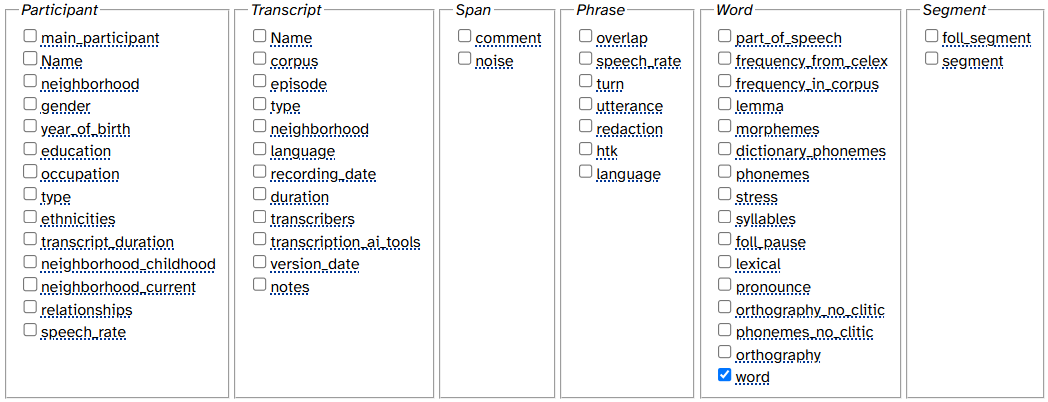 Participant
main_participant
Name
neighborhood
gender
year_of_birth
education
occupation
type
ethnicities
transcript_duration
neighborhood_childhood
neighborhood_current
relationships
speech_rate
Transcript
Name
corpus
episode
type
neighborhood
language
recording_date
duration
transcribers
transcription_ai_tools
version_date
notes
Span
comment
noise
Phrase
overlap
speech_rate
turn
utterance
redaction
htk
language
Word
part_of_speech
frequency_from_celex
frequency_in_corpus
lemma
morphemes
dictionary_phonemes
phonemes
stress
syllables
foll_pause
lexical
pronounce
orthography_no_clitic
phonemes_no_clitic
orthography
word
Segment
foll_segment
segment